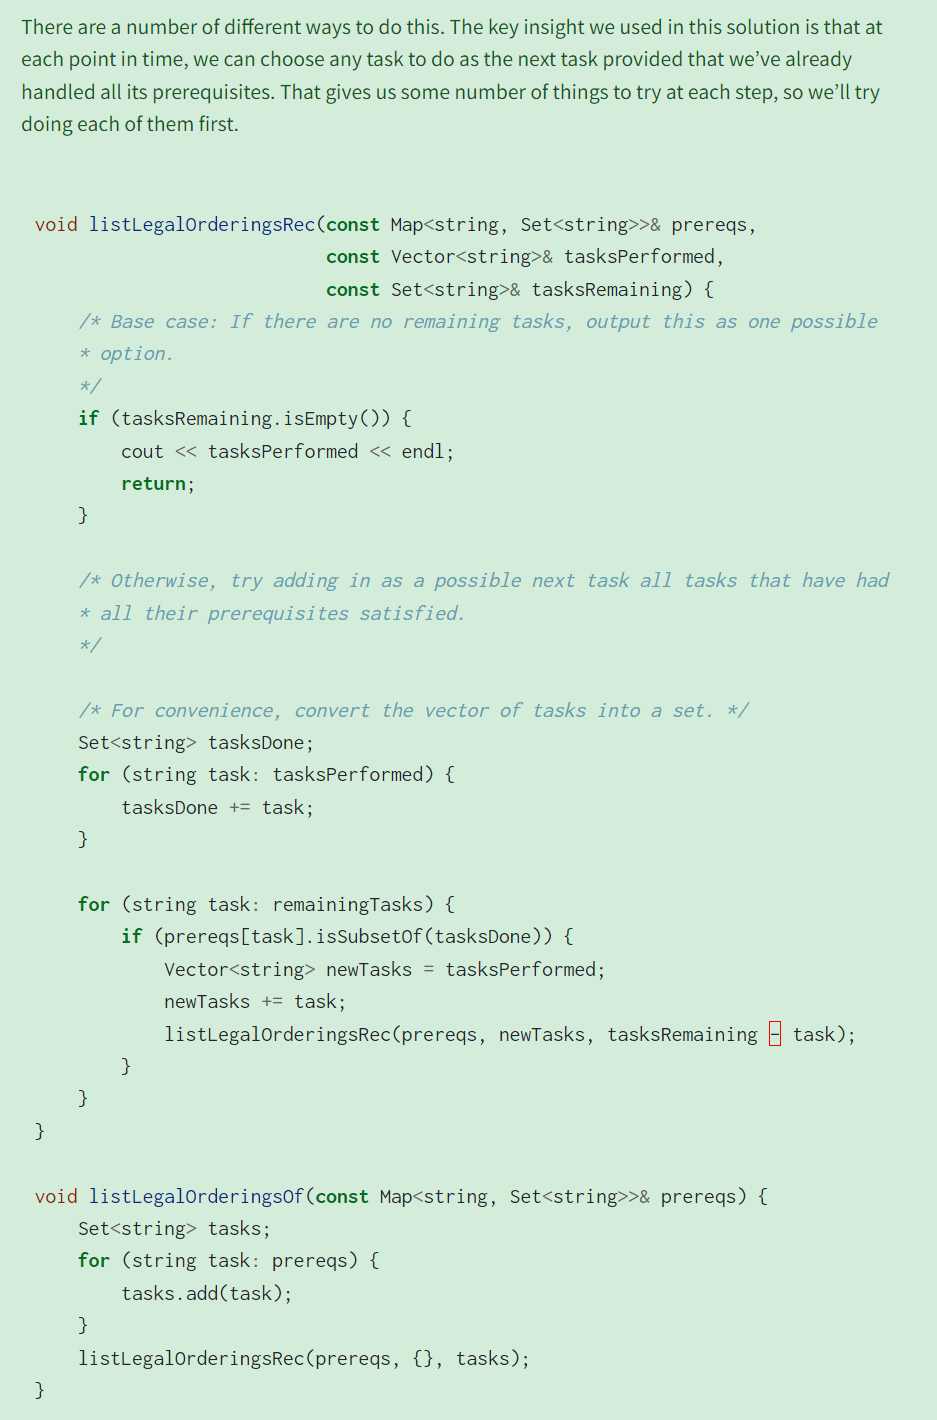 There are a number of different ways to do this. The key insight we used in this solution is that at
each point in time, we can choose any task to do as the next task provided that we’ve already
handled all its prerequisites. That gives us some number of things to try at each step, so we’ll try
doing each of them first.
void listLegalOrderingsRec(const Map<string, Set<string>>& prereqs,
                           const Vector<string>& tasksPerformed,
                           const Set<string>& tasksRemaining) {
    /* Base case: If there are no remaining tasks, output this as one possible
    * option.
    */
    if (tasksRemaining.isEmpty()) {
        cout << tasksPerformed << endl;
        return;
    }
    /* Otherwise, try adding in as a possible next task all tasks that have had
    * all their prerequisites satisfied.
    */
    /* For convenience, convert the vector of tasks into a set. */
    Set<string> tasksDone;
    for (string task: tasksPerformed) {
        tasksDone += task;
    }
    for (string task: remainingTasks) {
        if (prereqs[task].isSubsetOf(tasksDone)) {
            Vector<string> newTasks = tasksPerformed;
            newTasks += task;
            listLegalOrderingsRec(prereqs, newTasks, tasksRemaining – task);
        }
    }
}
void listLegalOrderingsOf(const Map<string, Set<string>>& prereqs) {
    Set<string> tasks;
    for (string task: prereqs) {
        tasks.add(task);
    }
    listLegalOrderingsRec(prereqs, {}, tasks);
}